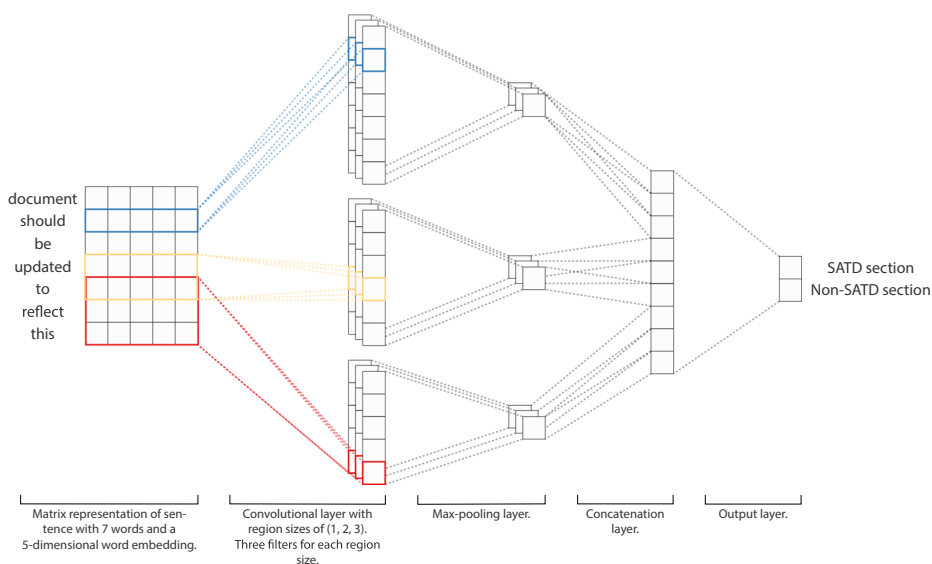 document
should
be
updated
to
reflect
this
SATD section
Non-SATD section
Matrix representation of sen-
tence with 7 words and a
5-dimensional word embedding.
Convolutional layer with
region sizes of (1, 2, 3).
Three filters for each region
size.
Max-pooling layer.
Concatenation
layer.
Output layer.